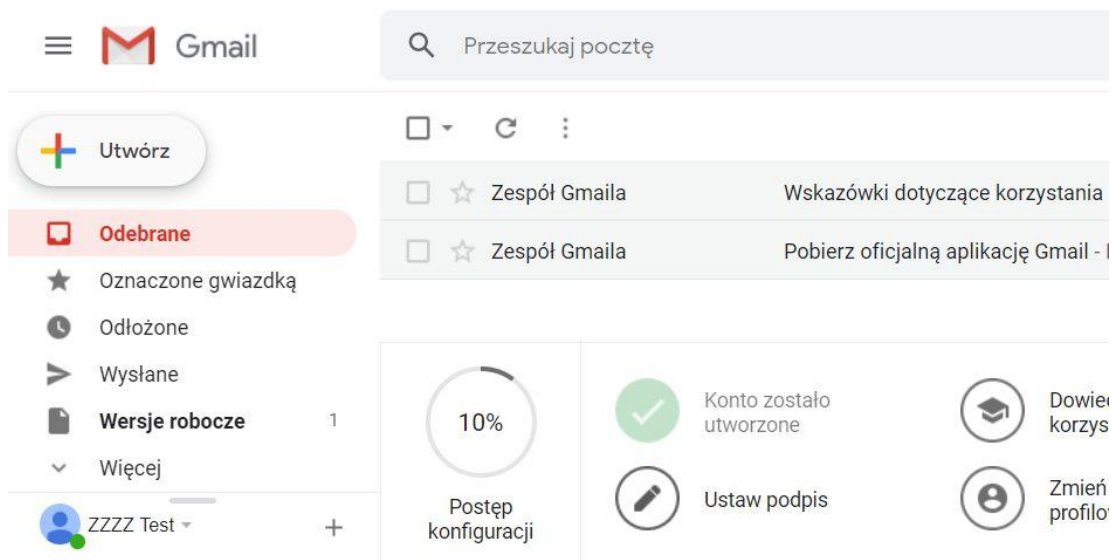 Gmail
Przeszukaj pocztę
Utwórz
Zespół Gmaila Wskazówki dotyczące korzystania
Odebrane
Zespół Gmaila Pobierz oficjalną aplikację Gmail -
Oznaczone gwiazdką
Odłożone
Wysłane
Wersje robocze 1
Więcej
ZZZZ Test
10%
Postęp
konfiguracji
Konto zostało
utworzone
Ustaw podpis
Zmień